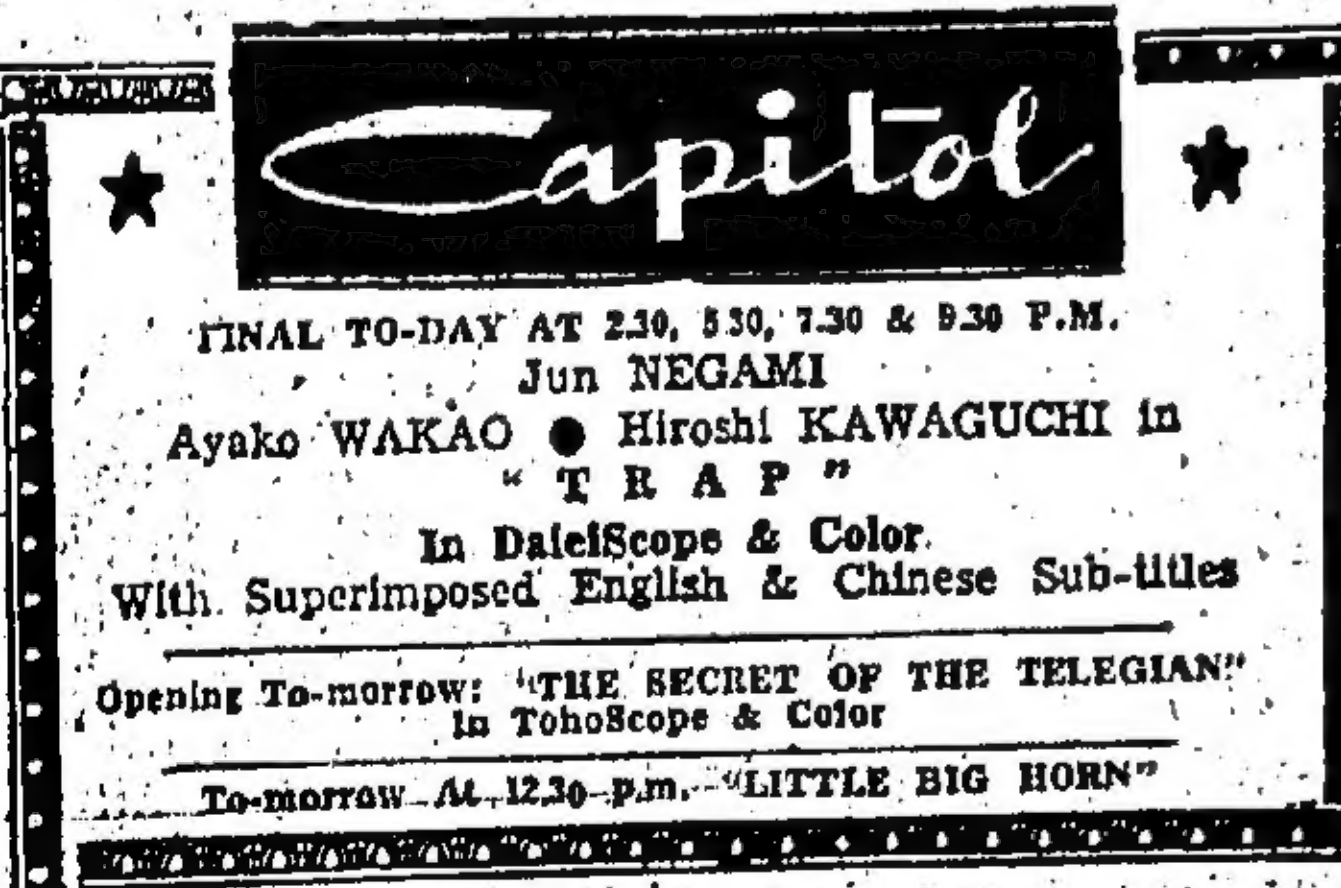 Capitol
FINAL TO-DAY AT 2.30, 5.30, 7.30 & 9.30 P.M.
Jun NEGAMI
Ayako WAKAO ● Hiroshi KAWAGUCHI in
"TRAP"
In DaieiScope & Color.
With Superimposed English & Chinese Sub-titles
Opening To-morrow: "THE SECRET OF THE TELEGIAN"
In TohoScope & Color
To-morrow At 12.30 p.m. "LITTLE BIG HORN"